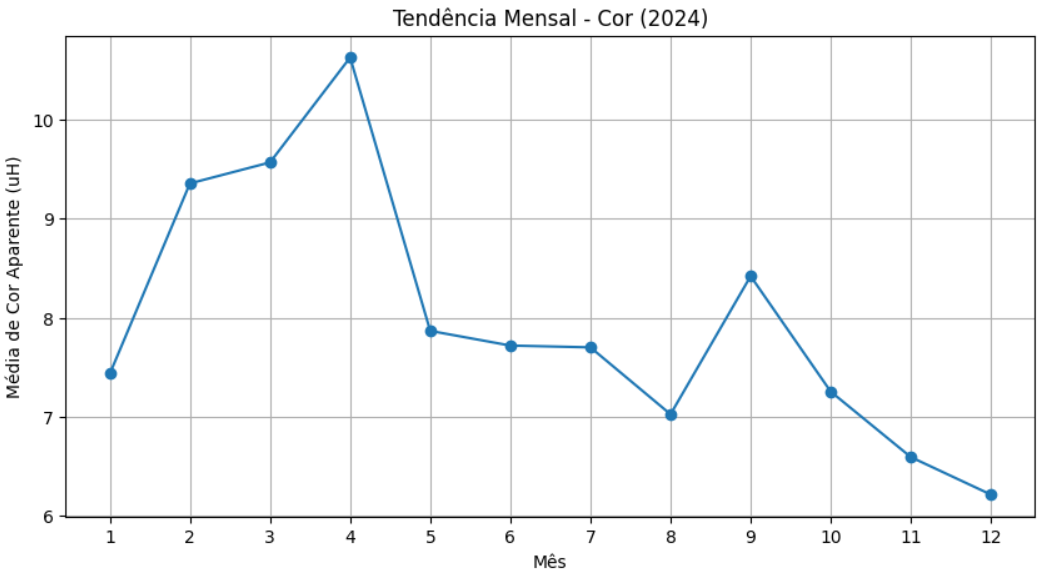 Tendência Mensal - Cor (2024)
Média de Cor Aparente (uH)
10
9
8
7
6
1 2 3 4 5 6 7 8 9 10 11 12
Mês